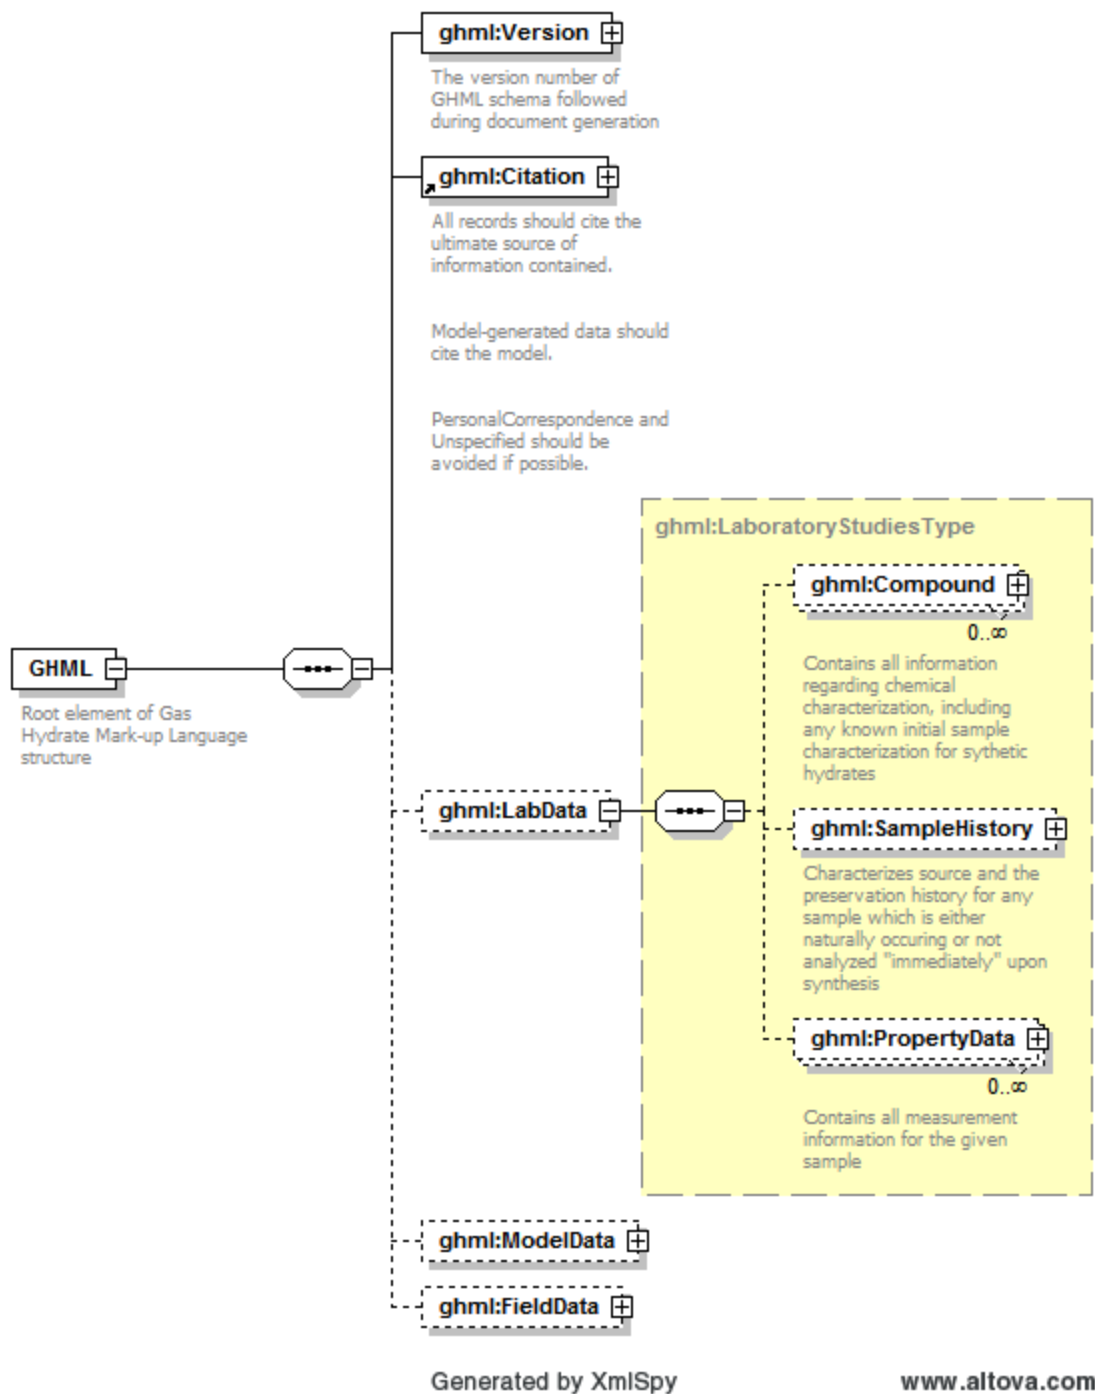 ghml:Version
The version number of
GHML schema followed
during document generation
ghml:Citation
All records should cite the
ultimate source of
information contained.
Model-generated data should
cite the model.
PersonalCorrespondence and
Unspecified should be
avoided if possible.
ghml:LaboratoryStudiesType
ghml:Compound
0..∞
Contains all information
regarding chemical
characterization, including
any known initial sample
characterization for sythetic
hydrates
GHML
Root element of Gas
Hydrate Mark-up Language
structure
ghml:LabData
ghml:SampleHistory
Characterizes source and the
preservation history for any
sample which is either
naturally occuring or not
analyzed "immediately" upon
synthesis
ghml:PropertyData
0..∞
Contains all measurement
information for the given
sample
ghml:ModelData
ghml:FieldData
Generated by XmlSpy
www.altova.com